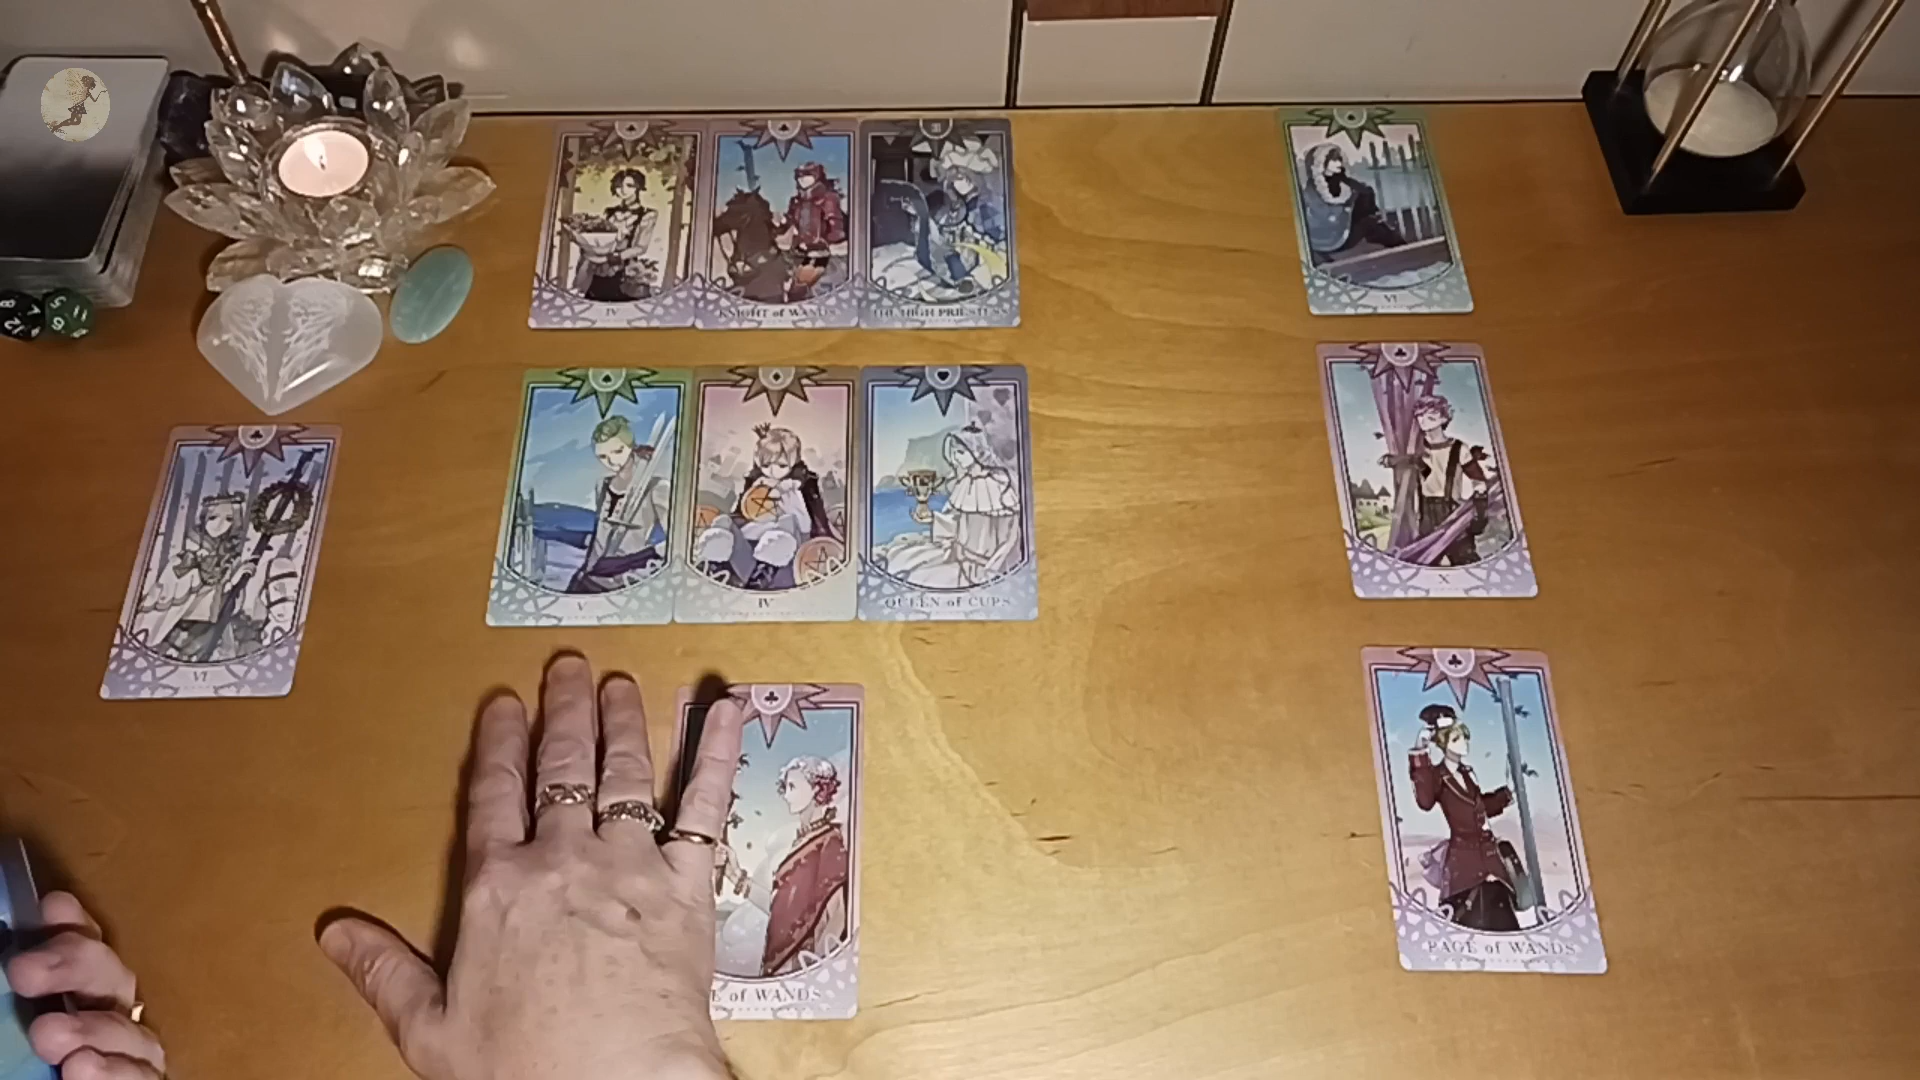 IV
KNIGHT of WANDS
THE HIGH PRIESTESS
VI
V
IV
QUEEN of CUPS
X
VI
E of WANDS
PAGE of WANDS